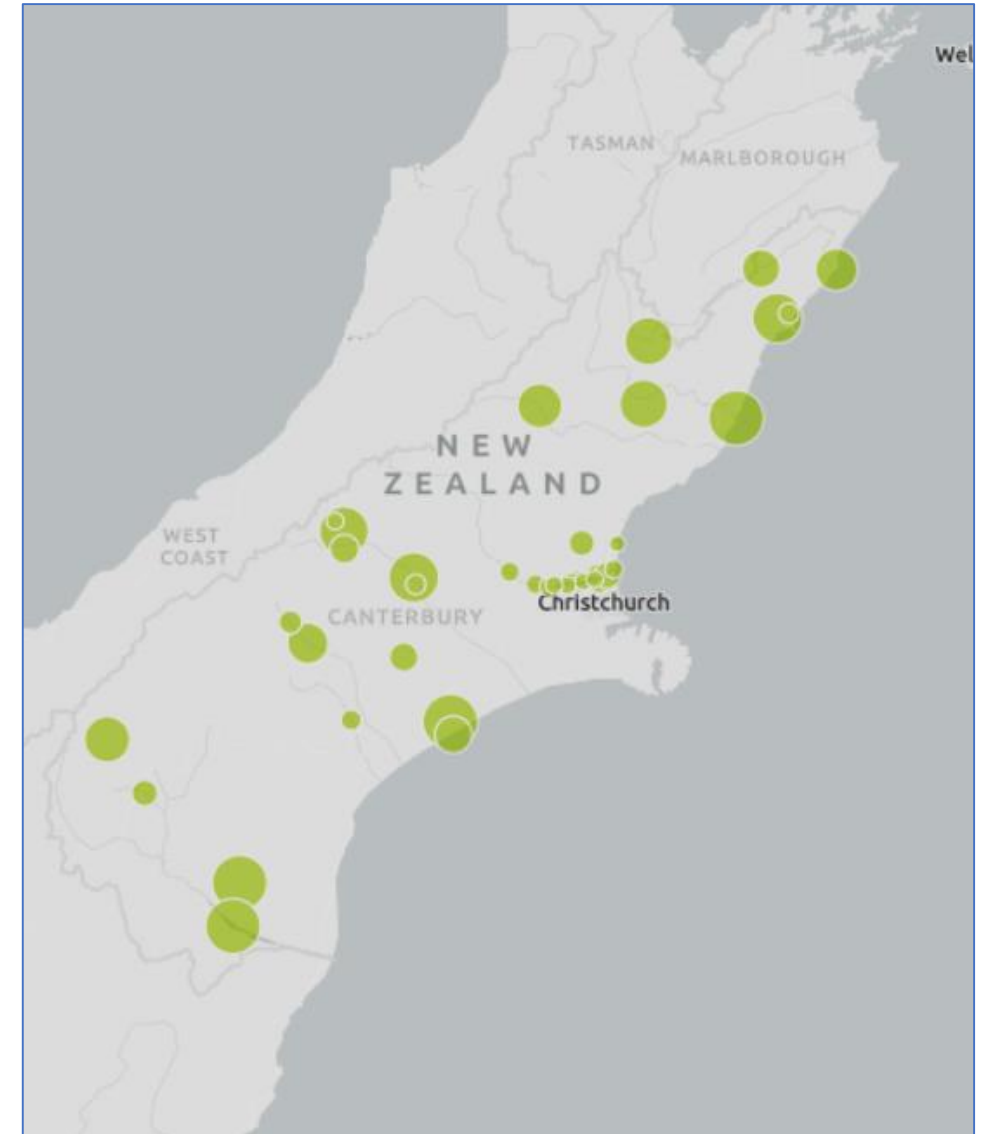 Wel
TASMAN
MARLBOROUGH
NEW
ZEALAND
WEST
COAST
CANTERBURY
Christchurch